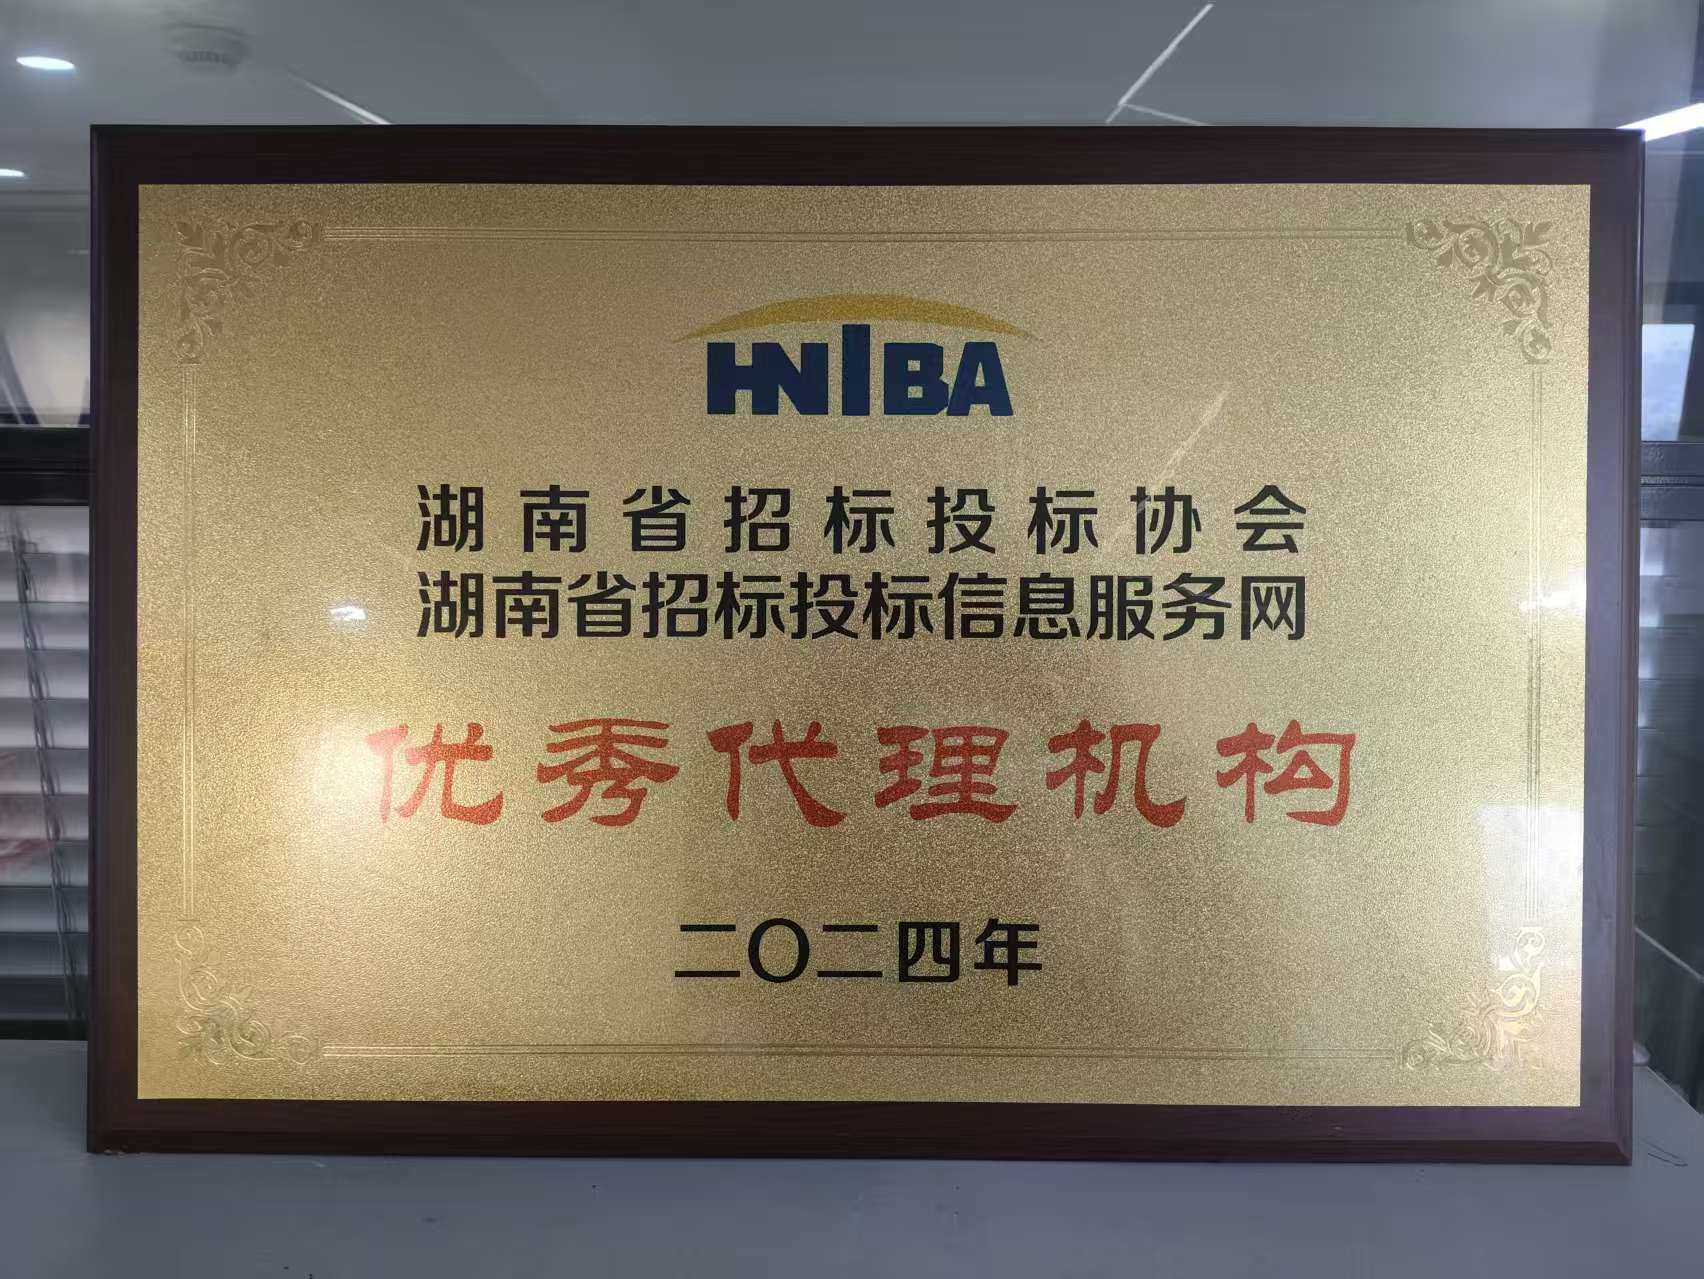 HNIBA
湖南省招标投标协会
湖南省招标投标信息服务网
优秀代理机构
二〇二四年